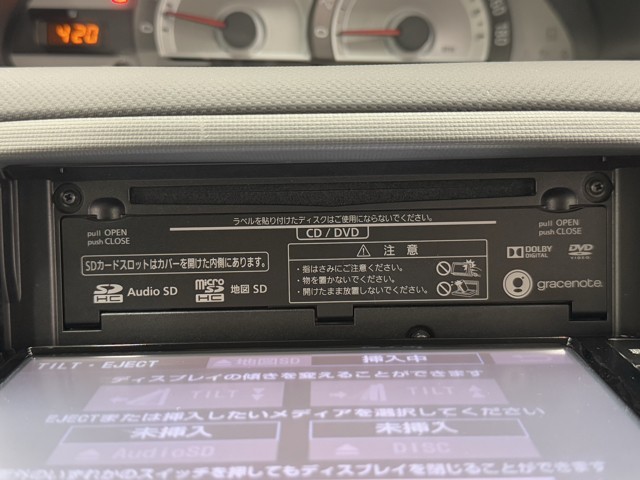 420
180
ラベルを貼り付けたディスクはご使用にならないでください。
CD / DVD
pull OPEN
push CLOSE
pull OPEN
push CLOSE
SDカードスロットはカバーを開けた内側にあります。
⚠ 注 意
・指はさみにご注意ください。
・物を置かないでください。
・開けたまま放置しないでください。
SD HC Audio SD
micro SD HC 地図 SD
DOLBY DIGITAL
DVD VIDEO
gracenote.
TILT・EJECT
地図SD 挿入中
ディスプレイの傾きを変えることができます
TILT TILT
EJECTまたは挿入したいメディアを選択してください
未挿入 未挿入
AudioSD DISC
いずれかのスイッチを押してもディスプレイを閉じることができます